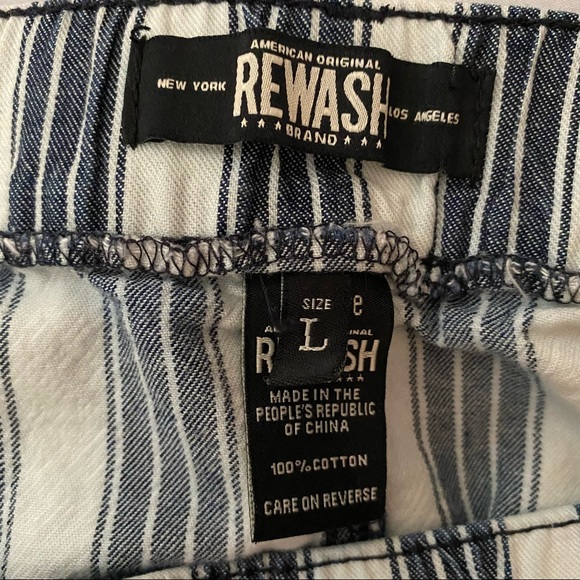 AMERICAN ORIGINAL
NEW YORK REWASH LOS ANGELES
BRAND
SIZE e
L
MADE IN THE
PEOPLE'S REPUBLIC
OF CHINA
100% COTTON
CARE ON REVERSE